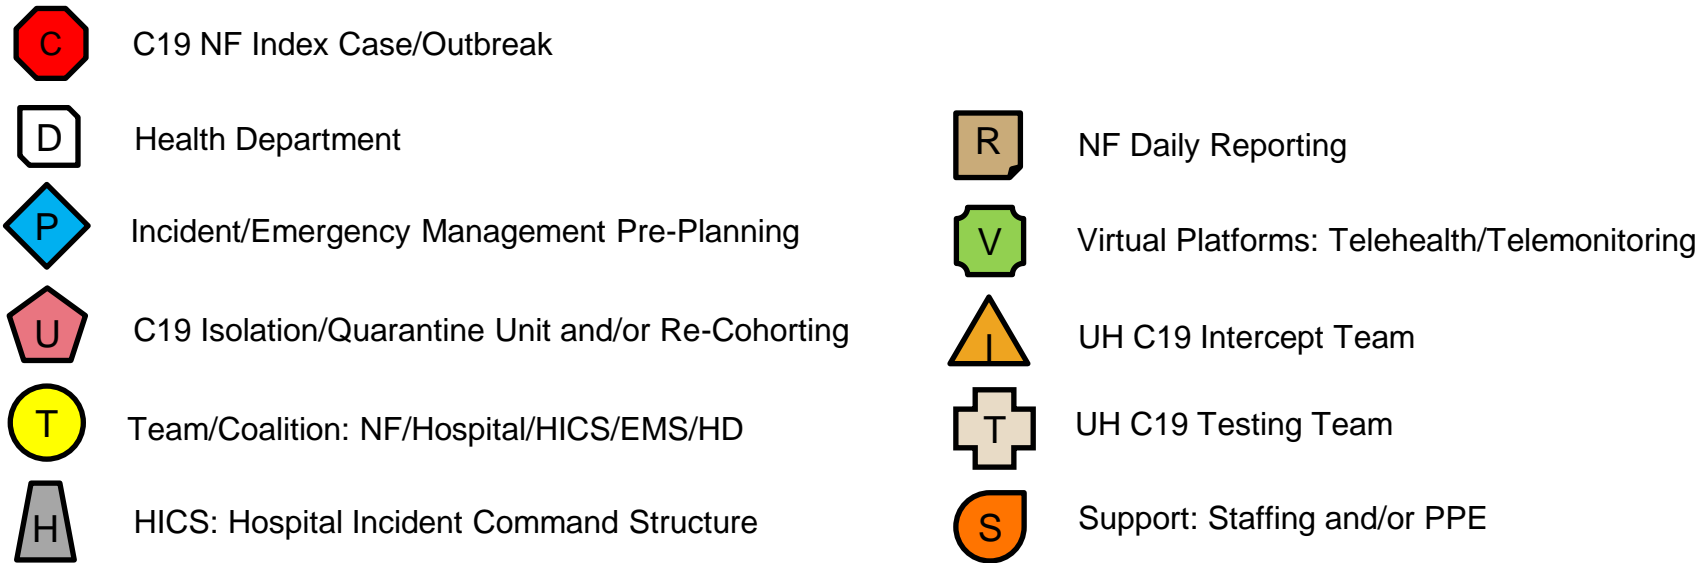 C C19 NF Index Case/Outbreak
D Health Department
P Incident/Emergency Management Pre-Planning
U C19 Isolation/Quarantine Unit and/or Re-Cohorting
T Team/Coalition: NF/Hospital/HICS/EMS/HD
H HICS: Hospital Incident Command Structure
R NF Daily Reporting
V Virtual Platforms: Telehealth/Telemonitoring
I UH C19 Intercept Team
T UH C19 Testing Team
S Support: Staffing and/or PPE